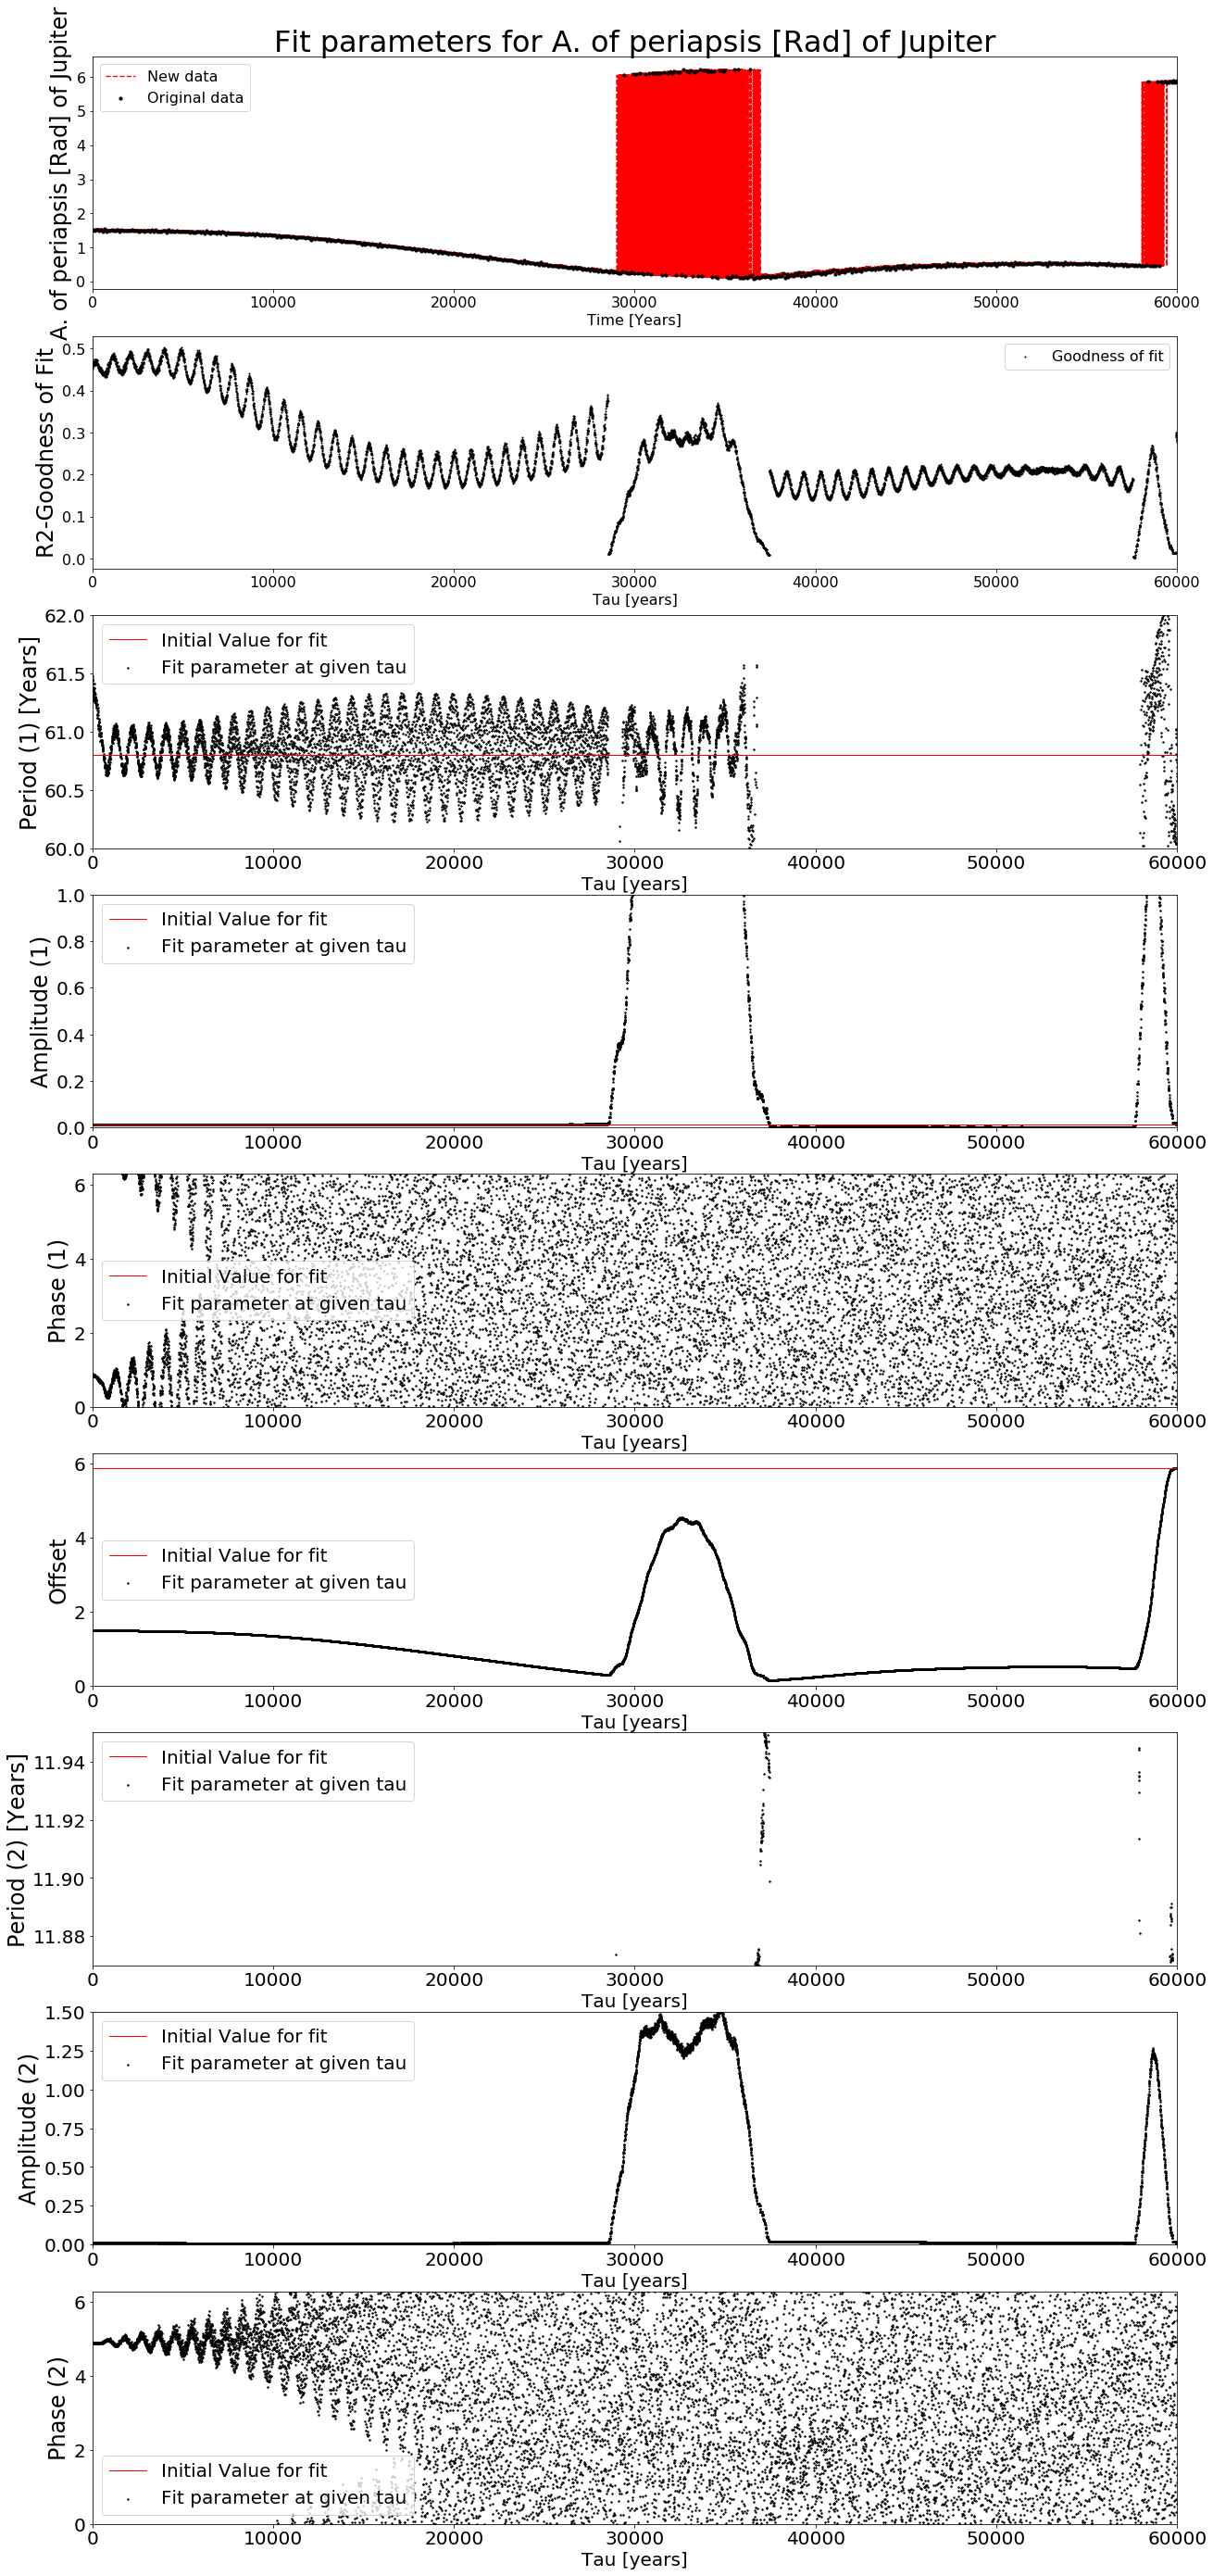 Fit parameters for A. of periapsis [Rad] of Jupiter
A. of periapsis [Rad] of Jupiter
6
5
4
3
2
1
0
New data
Original data
0 10000 20000 30000 40000 50000 60000
Time [Years]
R2-Goodness of Fit
0.5
0.4
0.3
0.2
0.1
0.0
Goodness of fit
0 10000 20000 30000 40000 50000 60000
Tau [years]
Period (1) [Years]
62.0
61.5
61.0
60.5
60.0
Initial Value for fit
Fit parameter at given tau
0 10000 20000 30000 40000 50000 60000
Tau [years]
Amplitude (1)
1.0
0.8
0.6
0.4
0.2
0.0
Initial Value for fit
Fit parameter at given tau
0 10000 20000 30000 40000 50000 60000
Tau [years]
Phase (1)
6
4
2
0
Initial Value for fit
Fit parameter at given tau
0 10000 20000 30000 40000 50000 60000
Tau [years]
Offset
6
4
2
0
Initial Value for fit
Fit parameter at given tau
0 10000 20000 30000 40000 50000 60000
Tau [years]
Period (2) [Years]
11.94
11.92
11.90
11.88
Initial Value for fit
Fit parameter at given tau
0 10000 20000 30000 40000 50000 60000
Tau [years]
Amplitude (2)
1.50
1.25
1.00
0.75
0.50
0.25
0.00
Initial Value for fit
Fit parameter at given tau
0 10000 20000 30000 40000 50000 60000
Tau [years]
Phase (2)
6
4
2
0
Initial Value for fit
Fit parameter at given tau
0 10000 20000 30000 40000 50000 60000
Tau [years]